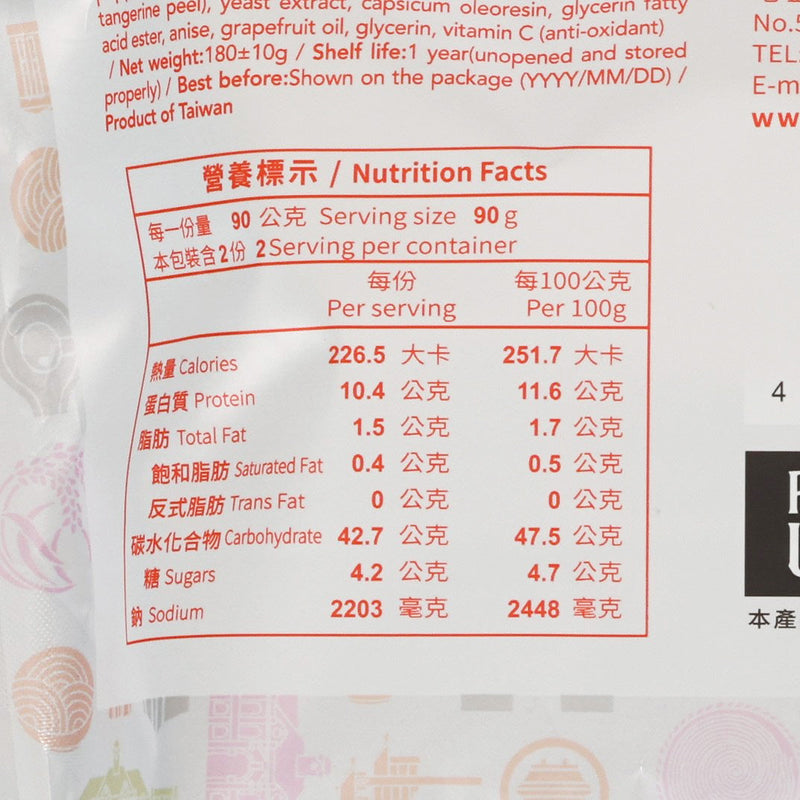 tangerine peel), yeast extract, capsicum oleoresin, glycerin fatty
acid ester, anise, grapefruit oil, glycerin, vitamin C (anti-oxidant)
/ Net weight:180±10g / Shelf life:1 year(unopened and stored
properly) / Best before:Shown on the package (YYYY/MM/DD) /
Product of Taiwan
No.
TEL
E-m
ww
營養標示 / Nutrition Facts
每一份量 90 公克 Serving size 90 g
本包裝含2份 2 Serving per container
每份 每100公克
Per serving Per 100g
熱量 Calories 226.5 大卡 251.7 大卡
蛋白質 Protein 10.4 公克 11.6 公克
脂肪 Total Fat 1.5 公克 1.7 公克
飽和脂肪 Saturated Fat 0.4 公克 0.5 公克
反式脂肪 Trans Fat 0 公克 0 公克
碳水化合物 Carbohydrate 42.7 公克 47.5 公克
糖 Sugars 4.2 公克 4.7 公克
鈉 Sodium 2203 毫克 2448 毫克
4
本產